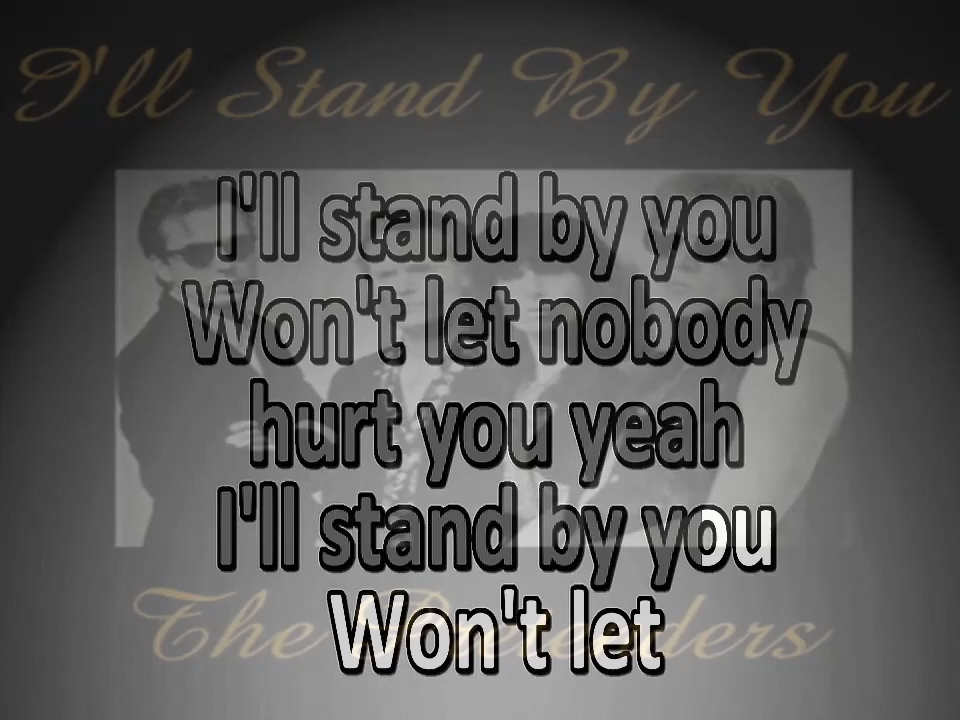 I'll Stand By You
I'll stand by you
Won't let nobody
hurt you yeah
I'll stand by you
Won't let
The Pretenders